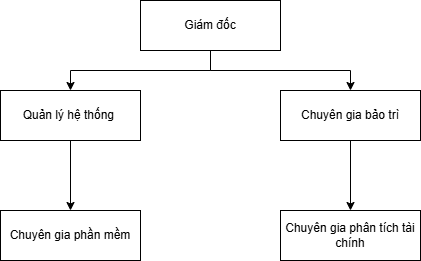 Giám đốc
Quản lý hệ thống
Chuyên gia bảo trì
Chuyên gia phần mềm
Chuyên gia phân tích tài
chính